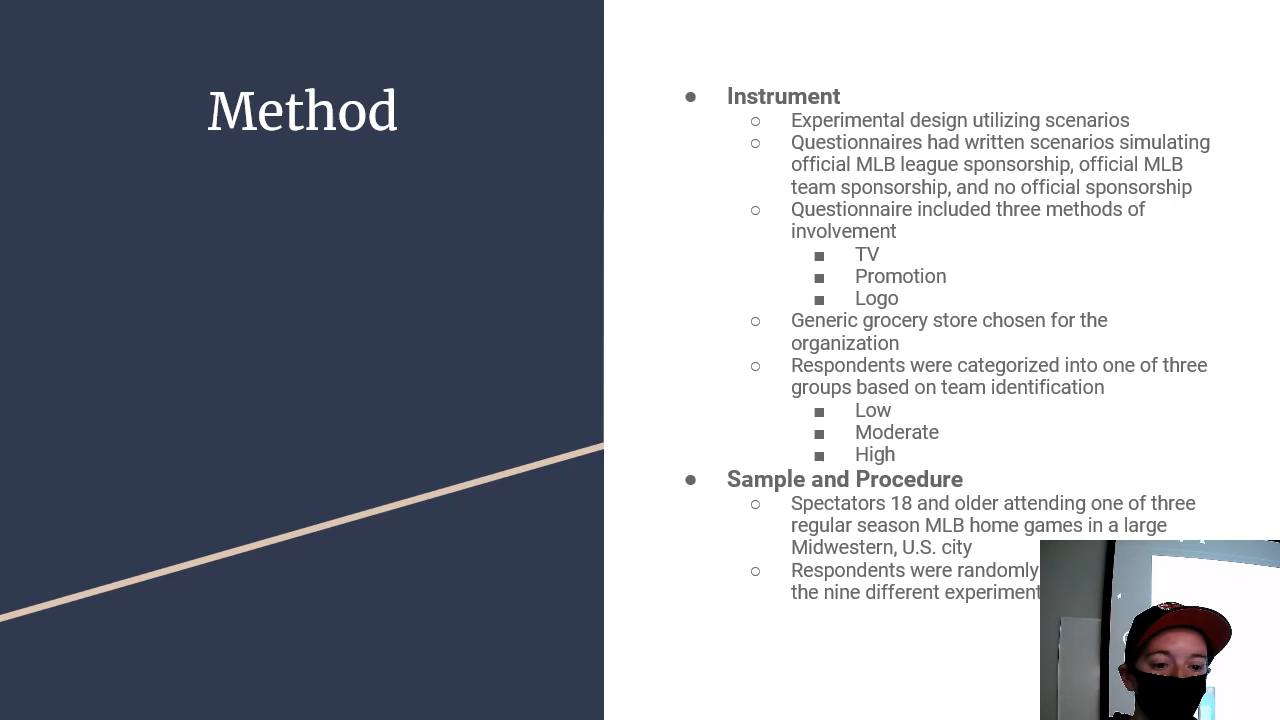 Method
● Instrument
○ Experimental design utilizing scenarios
○ Questionnaires had written scenarios simulating
official MLB league sponsorship, official MLB
team sponsorship, and no official sponsorship
○ Questionnaire included three methods of
involvement
■ TV
■ Promotion
■ Logo
○ Generic grocery store chosen for the
organization
○ Respondents were categorized into one of three
groups based on team identification
■ Low
■ Moderate
■ High
● Sample and Procedure
○ Spectators 18 and older attending one of three
regular season MLB home games in a large
Midwestern, U.S. city
○ Respondents were randomly
the nine different experiment